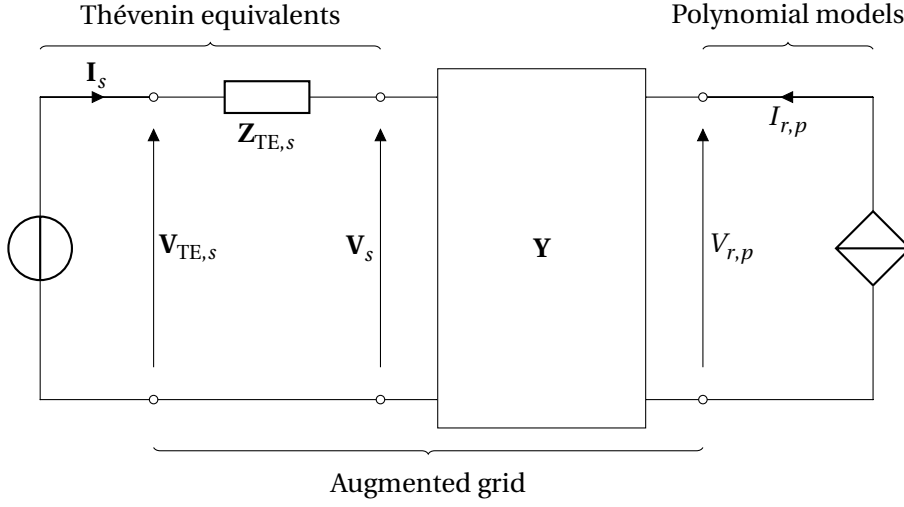 Thévenin equivalents
Polynomial models
I_s
Z_TE,s
I_r,p
V_TE,s
V_s
Y
V_r,p
Augmented grid